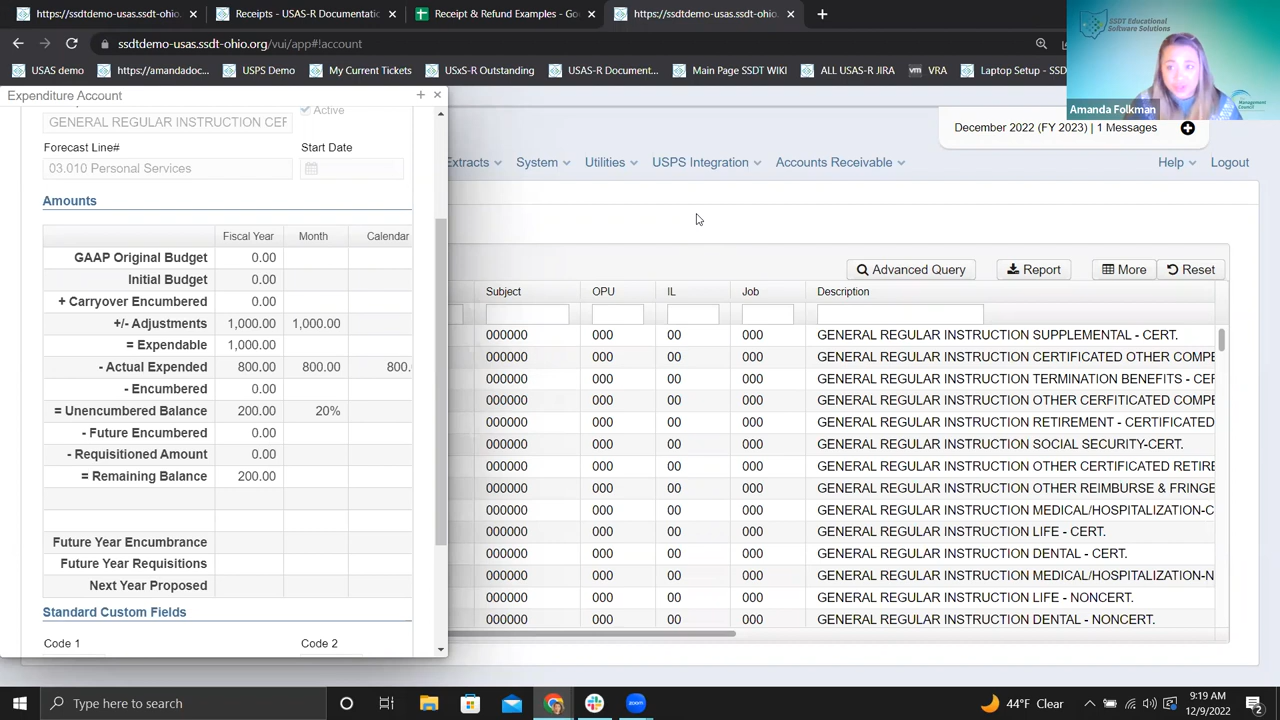 https://ssdtdemo-usas.ssdt-ohio. Receipts - USAS-R Documentatio Receipt & Refund Examples - Go https://ssdtdemo-usas.ssdt-ohio.
ssdtdemo-usas.ssdt-ohio.org/vui/app#!account
USAS demo https://amandadoc... USPS Demo My Current Tickets USxS-R Outstanding USAS-R Document... Main Page SSDT WIKI ALL USAS-R JIRA vm VRA Laptop Setup - SSD
SSDT Educational
Software Solutions
Management
Council
Amanda Folkman
Expenditure Account
Active
GENERAL REGULAR INSTRUCTION CER
December 2022 (FY 2023) | 1 Messages
Forecast Line# Start Date
03.010 Personal Services
Extracts System Utilities USPS Integration Accounts Receivable Help Logout
Amounts
Fiscal Year Month Calendar
GAAP Original Budget 0.00
Initial Budget 0.00
+ Carryover Encumbered 0.00
+/- Adjustments 1,000.00 1,000.00
= Expendable 1,000.00
- Actual Expended 800.00 800.00 800.
- Encumbered 0.00
= Unencumbered Balance 200.00 20%
- Future Encumbered 0.00
- Requisitioned Amount 0.00
= Remaining Balance 200.00
Future Year Encumbrance
Future Year Requisitions
Next Year Proposed
Standard Custom Fields
Code 1 Code 2
Advanced Query Report More Reset
Subject OPU IL Job Description
000000 000 00 000 GENERAL REGULAR INSTRUCTION SUPPLEMENTAL - CERT.
000000 000 00 000 GENERAL REGULAR INSTRUCTION CERTIFICATED OTHER COMPE
000000 000 00 000 GENERAL REGULAR INSTRUCTION TERMINATION BENEFITS - CEF
000000 000 00 000 GENERAL REGULAR INSTRUCTION OTHER CERFITICATED COMPE
000000 000 00 000 GENERAL REGULAR INSTRUCTION RETIREMENT - CERTIFICATED
000000 000 00 000 GENERAL REGULAR INSTRUCTION SOCIAL SECURITY-CERT.
000000 000 00 000 GENERAL REGULAR INSTRUCTION OTHER CERTIFICATED RETIRE
000000 000 00 000 GENERAL REGULAR INSTRUCTION OTHER REIMBURSE & FRINGE
000000 000 00 000 GENERAL REGULAR INSTRUCTION MEDICAL/HOSPITALIZATION-C
000000 000 00 000 GENERAL REGULAR INSTRUCTION LIFE - CERT.
000000 000 00 000 GENERAL REGULAR INSTRUCTION DENTAL - CERT.
000000 000 00 000 GENERAL REGULAR INSTRUCTION MEDICAL/HOSPITALIZATION-N
000000 000 00 000 GENERAL REGULAR INSTRUCTION LIFE - NONCERT.
000000 000 00 000 GENERAL REGULAR INSTRUCTION DENTAL - NONCERT.
Type here to search
zoom
44°F Clear
9:19 AM
12/9/2022
2